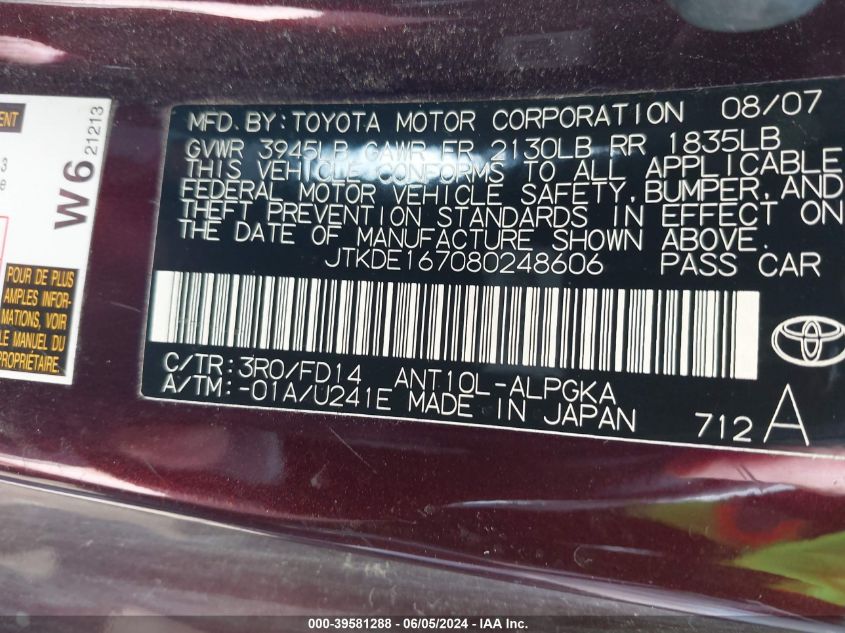 MFD.BY:TOYOTA MOTOR CORPORATION 08/07
GVWR 3945LB GAWR FR 2130LB RR 1835LB
THIS VEHICLE CONFORMS TO ALL APPLICABLE
FEDERAL MOTOR VEHICLE SAFETY, BUMPER, AND
THEFT PREVENTION STANDARDS IN EFFECT ON
THE DATE OF MANUFACTURE SHOWN ABOVE.
JTKDE167080248606 PASS CAR
C/TR:3R0/FD14 ANT10L-ALPGKA
A/TM:-01A/U241E MADE IN JAPAN
712 A
W6 21213
ENT
3
e
POUR DE PLUS
AMPLES INFOR-
MATIONS, VOIR
LE MANUEL DU
PROPRIÉTAIRE.
000-39581288 - 06/05/2024 - IAA Inc.